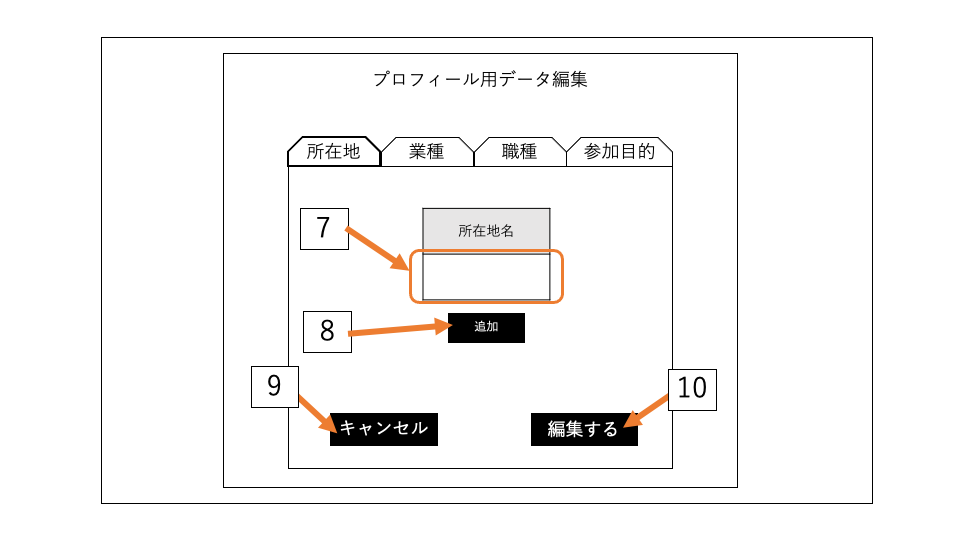 プロフィール用データ編集
所在地 業種 職種 参加目的
7
所在地名
8
追加
9
10
キャンセル
編集する